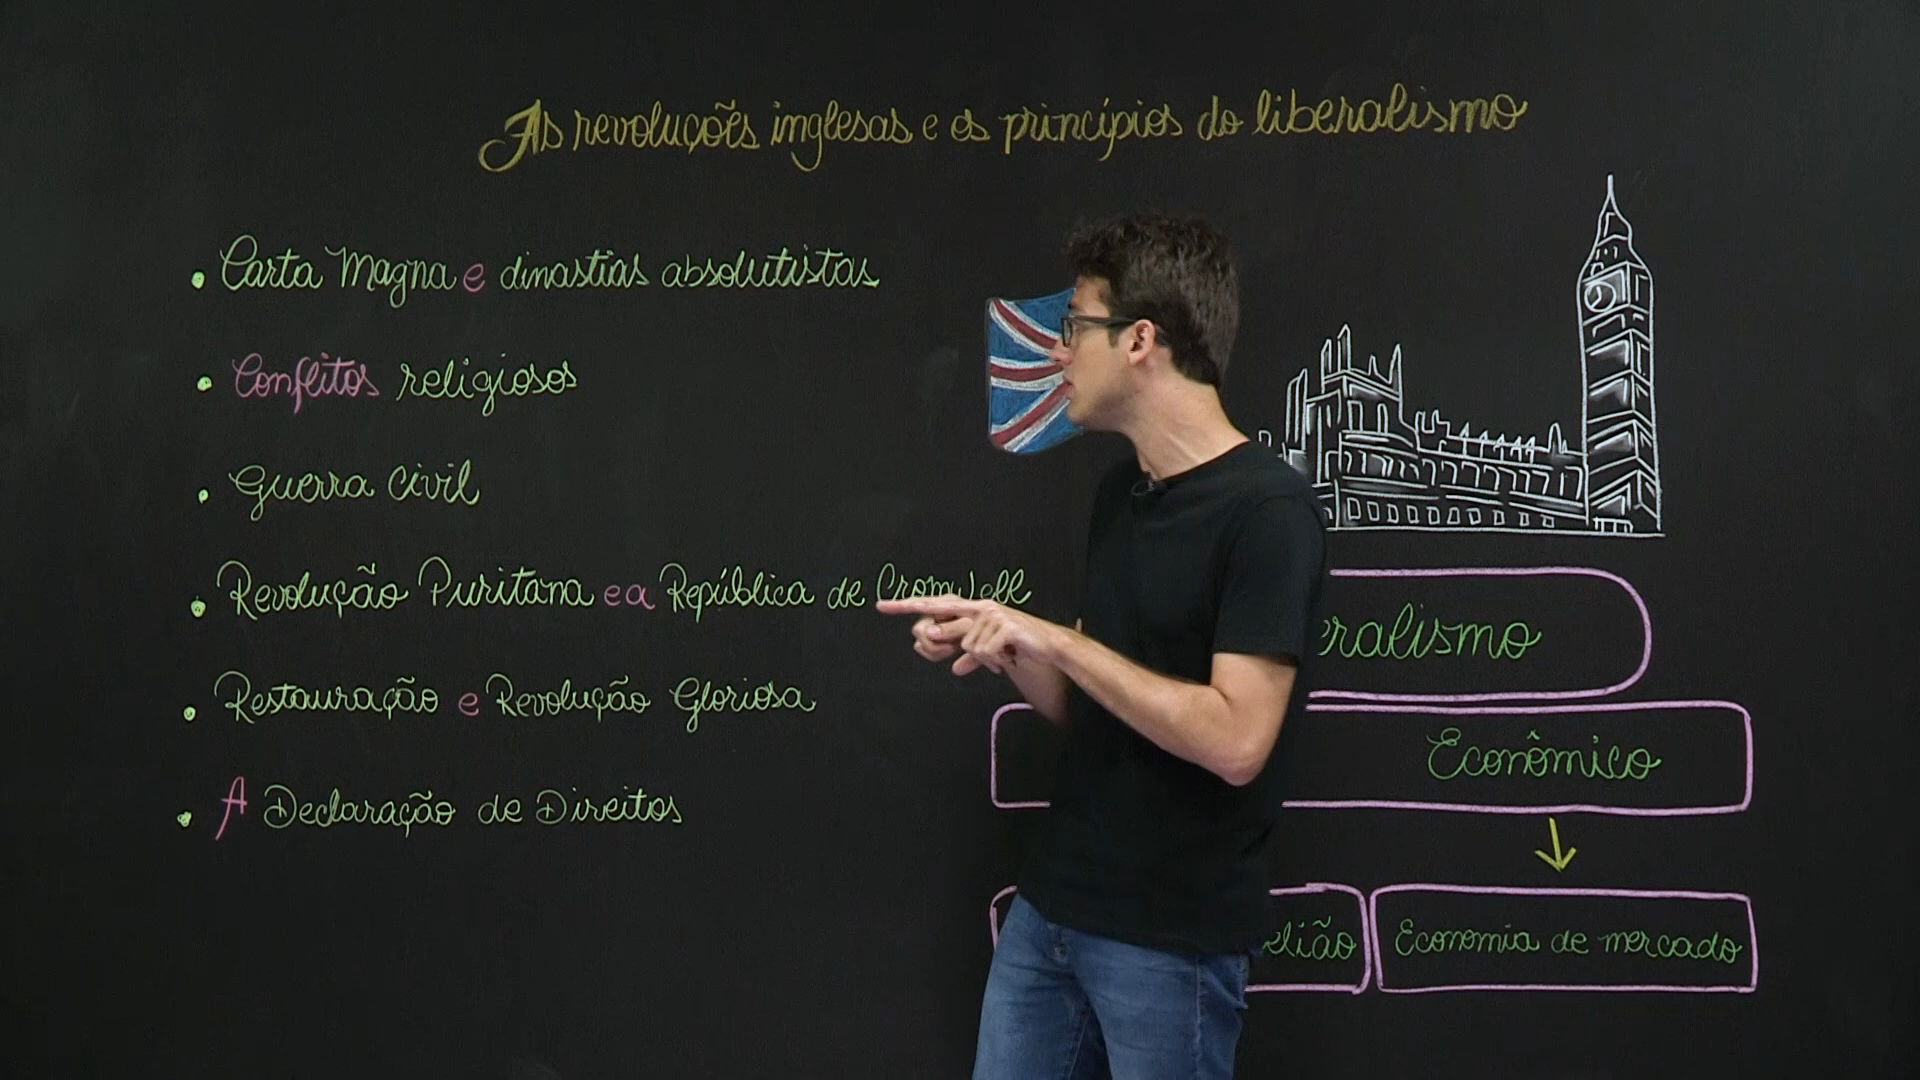 As revoluções inglesas e os princípios do liberalismo
• Carta Magna e dinastias absolutistas
• Conflitos religiosos
• Guerra Civil
• Revolução Puritana e a República de Cromwell
• Restauração e Revolução Gloriosa
• A Declaração de Direitos
eralismo
Econômico
elião
Economia de mercado